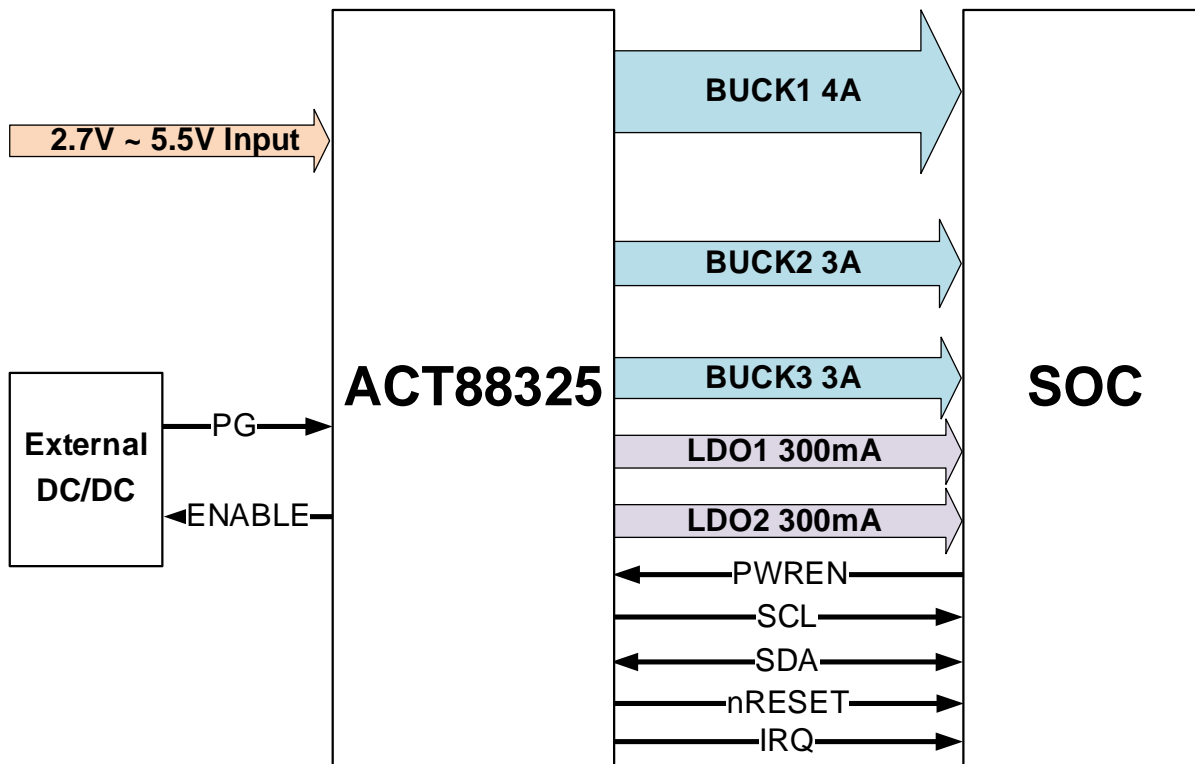 BUCK1 4A
2.7V ~ 5.5V Input
BUCK2 3A
ACT88325
BUCK3 3A
SOC
PG
External
DC/DC
LDO1 300mA
ENABLE
LDO2 300mA
PWREN
SCL
SDA
nRESET
IRQ